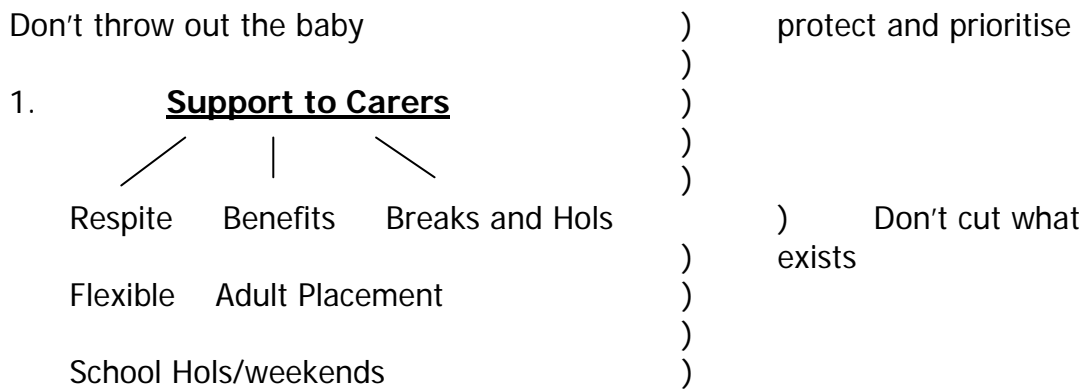 Don't throw out the baby ) protect and prioritise
)
1. Support to Carers )
)
)
Respite Benefits Breaks and Hols ) Don't cut what
) exists
Flexible Adult Placement )
)
School Hols/weekends )